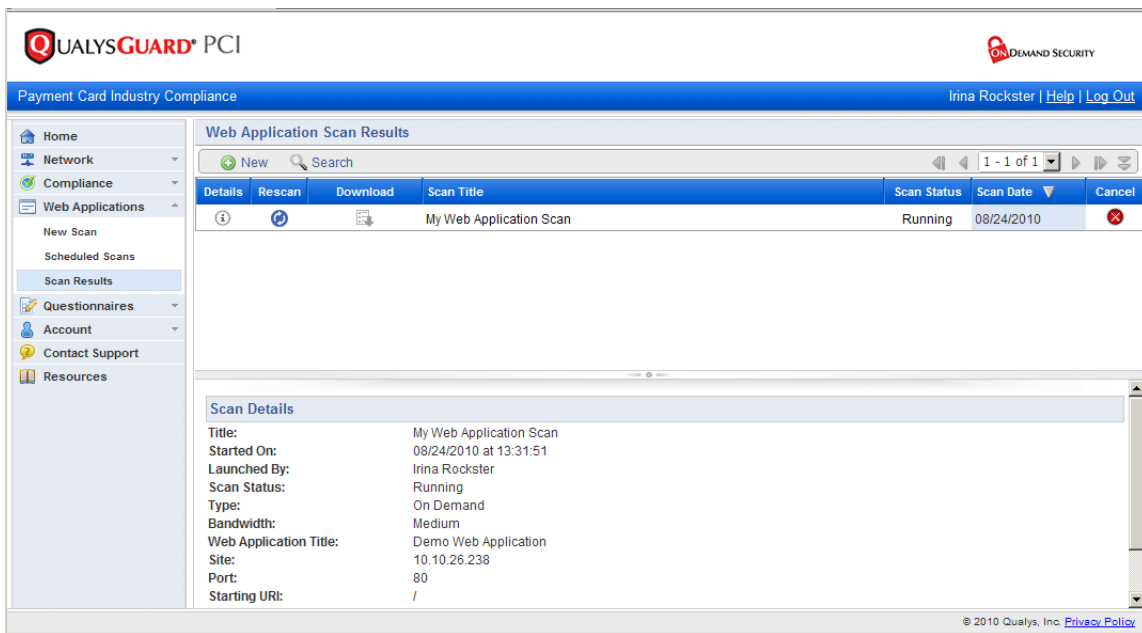 QUALYSGUARD® PCI
ON DEMAND SECURITY
Payment Card Industry Compliance
Irina Rockster | Help | Log Out
Home
Network
Compliance
Web Applications
New Scan
Scheduled Scans
Scan Results
Questionnaires
Account
Contact Support
Resources
Web Application Scan Results
New Search
1 - 1 of 1
Details Rescan Download Scan Title Scan Status Scan Date Cancel
My Web Application Scan Running 08/24/2010
Scan Details
Title: My Web Application Scan
Started On: 08/24/2010 at 13:31:51
Launched By: Irina Rockster
Scan Status: Running
Type: On Demand
Bandwidth: Medium
Web Application Title: Demo Web Application
Site: 10.10.26.238
Port: 80
Starting URI: /
© 2010 Qualys, Inc. Privacy Policy